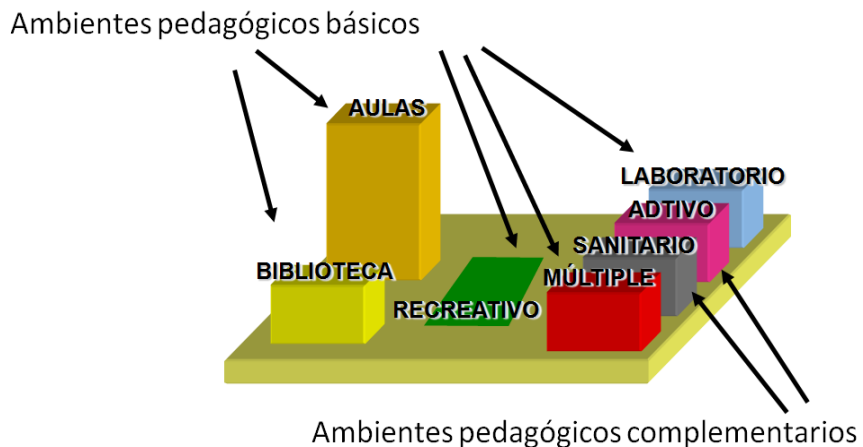 Ambientes pedagógicos básicos
AULAS
LABORATORIO
ADTIVO
SANITARIO
BIBLIOTECA
MÚLTIPLE
RECREATIVO
Ambientes pedagógicos complementarios